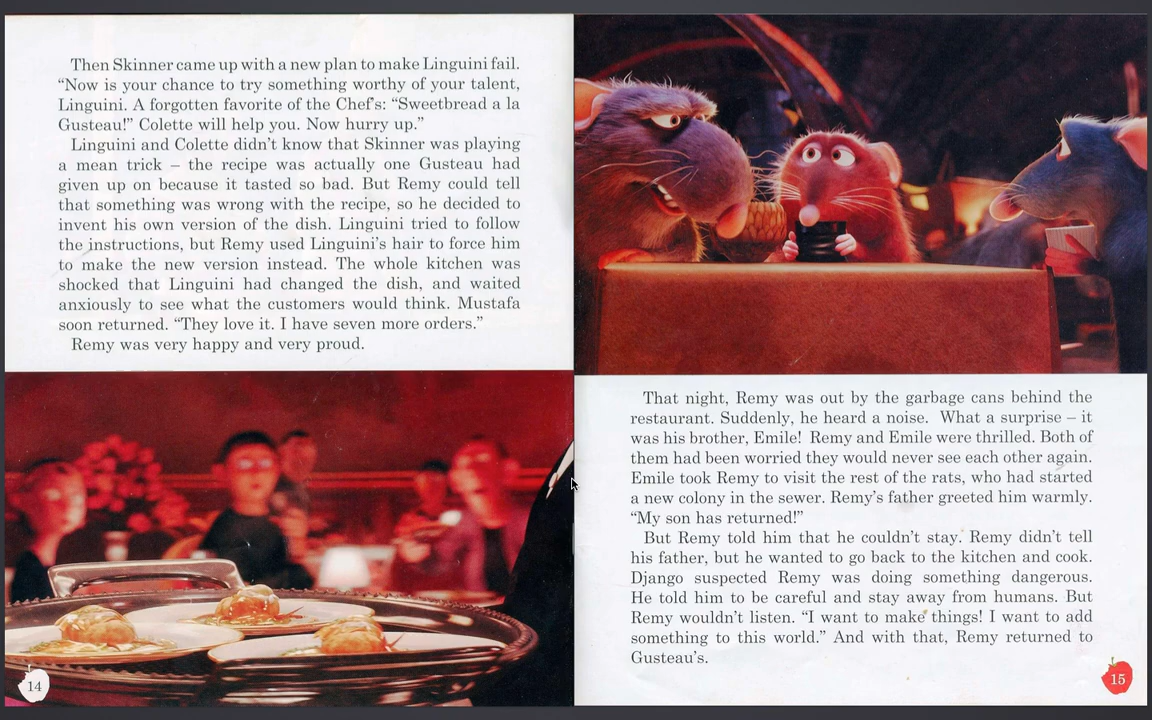 Then Skinner came up with a new plan to make Linguini fail.
“Now is your chance to try something worthy of your talent,
Linguini. A forgotten favorite of the Chef’s: “Sweetbread a la
Gusteau!” Colette will help you. Now hurry up.”
Linguini and Colette didn’t know that Skinner was playing
a mean trick – the recipe was actually one Gusteau had
given up on because it tasted so bad. But Remy could tell
that something was wrong with the recipe, so he decided to
invent his own version of the dish. Linguini tried to follow
the instructions, but Remy used Linguini’s hair to force him
to make the new version instead. The whole kitchen was
shocked that Linguini had changed the dish, and waited
anxiously to see what the customers would think. Mustafa
soon returned. “They love it. I have seven more orders.”
Remy was very happy and very proud.
14
That night, Remy was out by the garbage cans behind the
restaurant. Suddenly, he heard a noise. What a surprise – it
was his brother, Emile! Remy and Emile were thrilled. Both of
them had been worried they would never see each other again.
Emile took Remy to visit the rest of the rats, who had started
a new colony in the sewer. Remy’s father greeted him warmly.
“My son has returned!”
But Remy told him that he couldn’t stay. Remy didn’t tell
his father, but he wanted to go back to the kitchen and cook.
Django suspected Remy was doing something dangerous.
He told him to be careful and stay away from humans. But
Remy wouldn’t listen. “I want to make things! I want to add
something to this world.” And with that, Remy returned to
Gusteau’s.
15